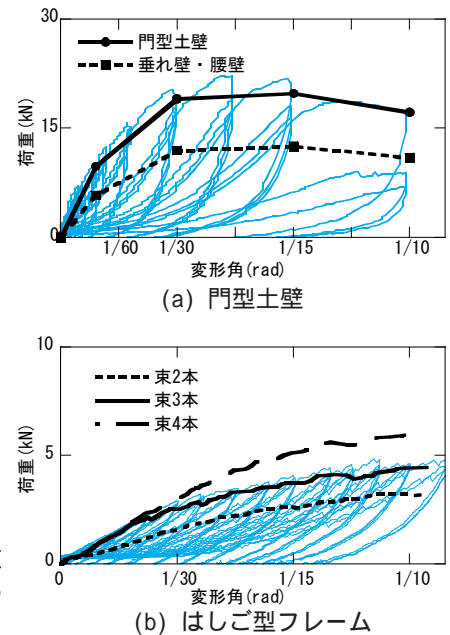 30
門型土壁
垂れ壁・腰壁
荷重(kN)
15
0
1/60 1/30 1/15 1/10
変形角(rad)
(a) 門型土壁
10
束2本
束3本
束4本
荷重(kN)
5
0
0 1/30 1/15 1/10
変形角(rad)
(b) はしご型フレーム